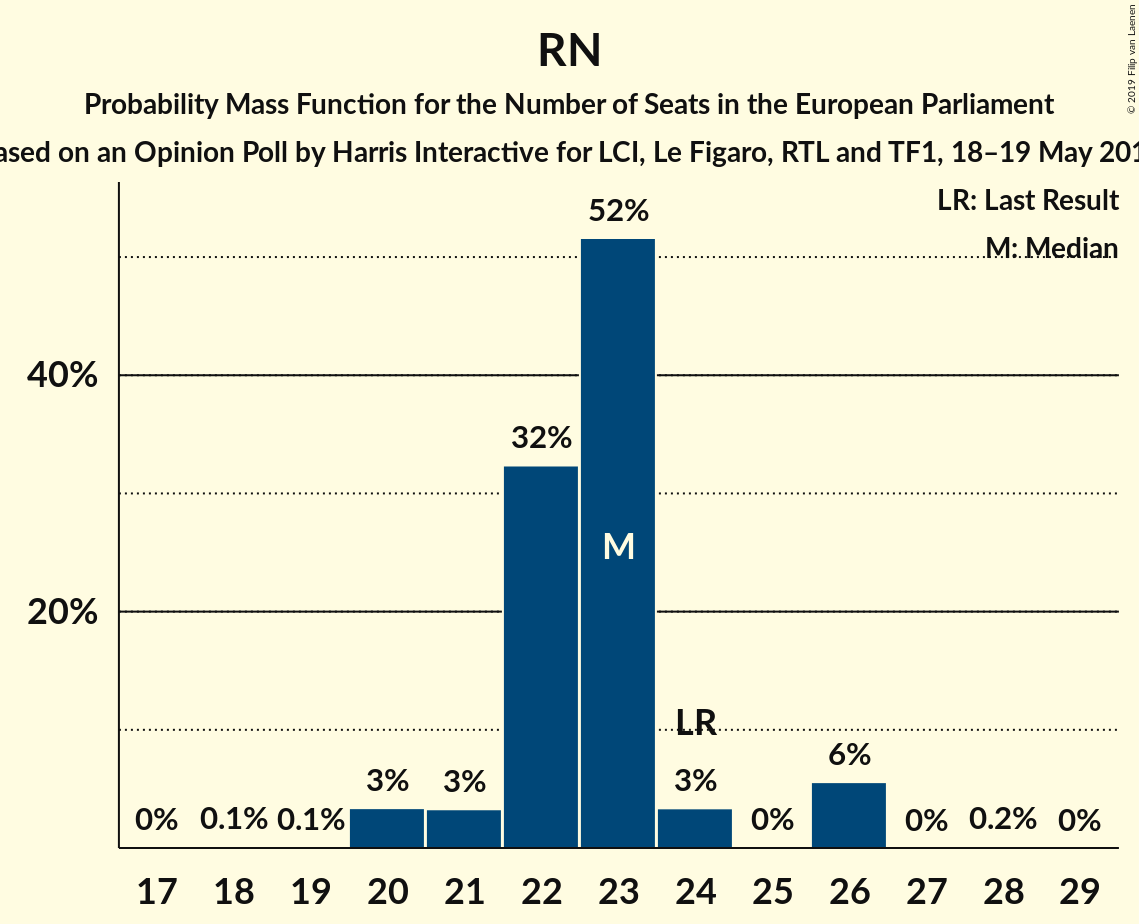 RN
Probability Mass Function for the Number of Seats in the European Parliament
ased on an Opinion Poll by Harris Interactive for LCI, Le Figaro, RTL and TF1, 18–19 May 201
© 2019 Filip van Laenen
LR: Last Result
M: Median
52%
40%
32%
M
20%
LR
0% 0.1% 0.1% 3% 3% 3% 0% 6% 0% 0.2% 0%
17 18 19 20 21 22 23 24 25 26 27 28 29